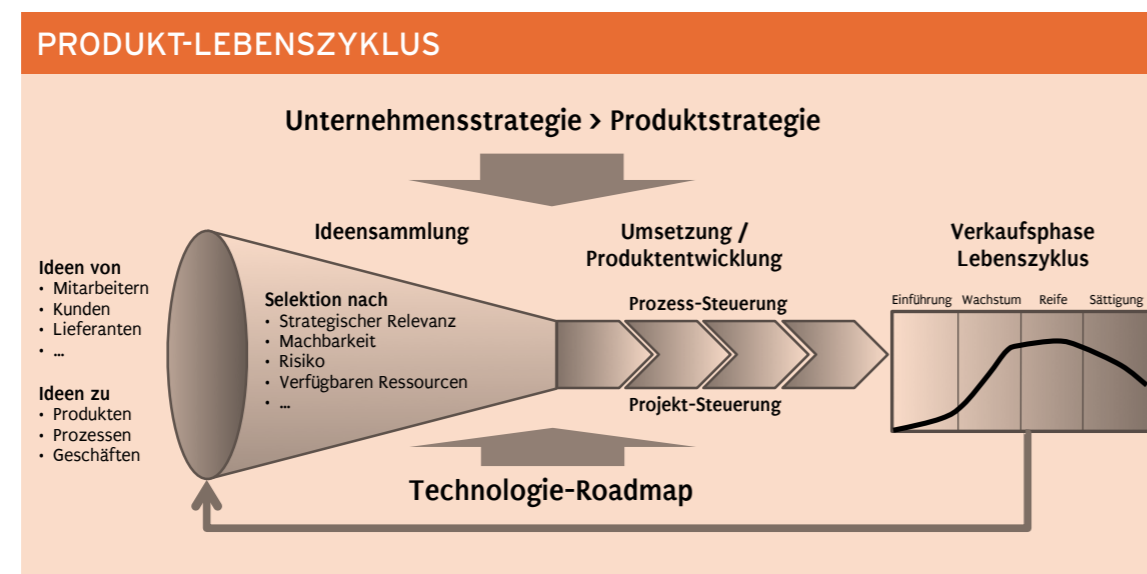 PRODUKT-LEBENSZYKLUS
Unternehmensstrategie > Produktstrategie
Ideensammlung
Umsetzung /
Produktentwicklung
Verkaufsphase
Lebenszyklus
Ideen von
• Mitarbeitern
• Kunden
• Lieferanten
• ...
Ideen zu
• Produkten
• Prozessen
• Geschäften
Selektion nach
• Strategischer Relevanz
• Machbarkeit
• Risiko
• Verfügbaren Ressourcen
• ...
Prozess-Steuerung
Projekt-Steuerung
Einführung Wachstum Reife Sättigung
Technologie-Roadmap